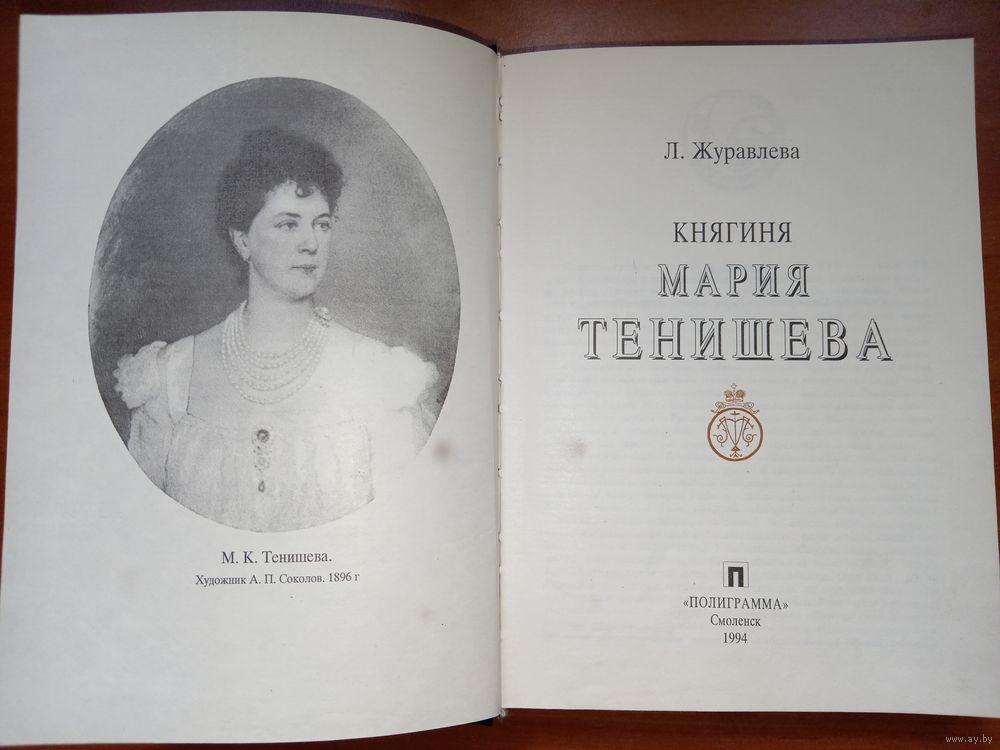 М. К. Тенишева.
Художник А. П. Соколов. 1896 г
Л. Журавлева
КНЯГИНЯ
МАРИЯ
ТЕНИШЕВА
П
«ПОЛИГРАММА»
Смоленск
1994
www.ay.by